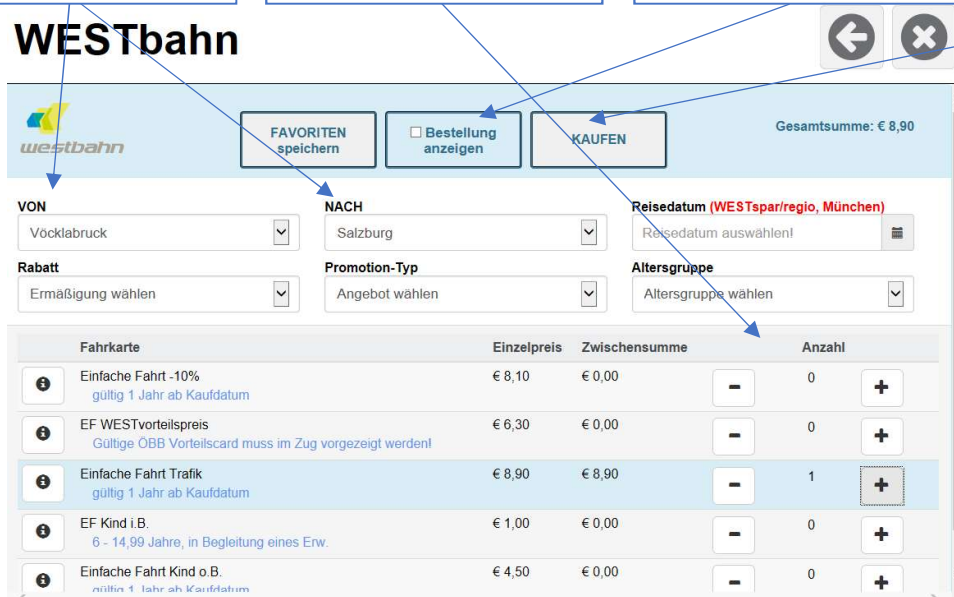 WESTbahn
westbahn
FAVORITEN
speichern
Bestellung
anzeigen
KAUFEN
Gesamtsumme: € 8,90
VON
NACH
Reisedatum (WESTspar/regio, München)
Vöcklabruck
Salzburg
Reisedatum auswählen!
Rabatt
Promotion-Typ
Altersgruppe
Ermäßigung wählen
Angebot wählen
Altersgruppe wählen
Fahrkarte Einzelpreis Zwischensumme Anzahl
Einfache Fahrt -10% € 8,10 € 0,00 0
gültig 1 Jahr ab Kaufdatum
EF WESTvorteilspreis € 6,30 € 0,00 0
Gültige ÖBB Vorteilscard muss im Zug vorgezeigt werden!
Einfache Fahrt Trafik € 8,90 € 8,90 1
gültig 1 Jahr ab Kaufdatum
EF Kind i.B. € 1,00 € 0,00 0
6 - 14,99 Jahre, in Begleitung eines Erw.
Einfache Fahrt Kind o.B. € 4,50 € 0,00 0
gültig 1 Jahr ab Kaufdatum